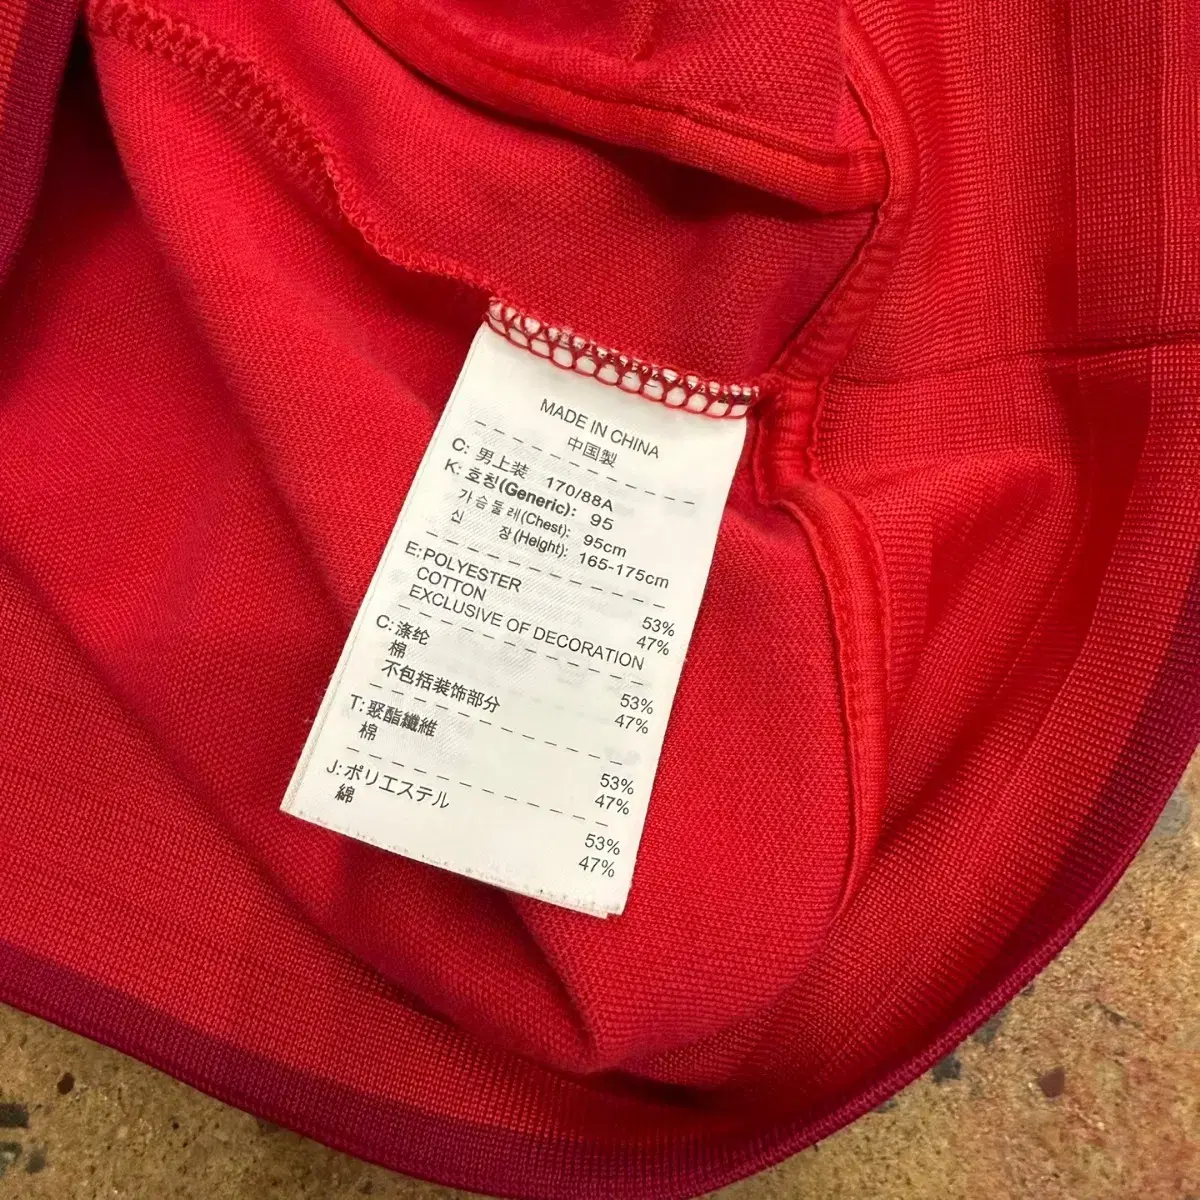 MADE IN CHINA
中国製
C: 男上装 170/88A
K: 호칭(Generic): 95
가슴둘레(Chest): 95cm
신 장(Height): 165-175cm
E: POLYESTER 53%
COTTON 47%
EXCLUSIVE OF DECORATION
C: 涤纶 53%
棉 47%
不包括装饰部分
T: 聚酯纖維 53%
棉 47%
J: ポリエステル 53%
綿 47%